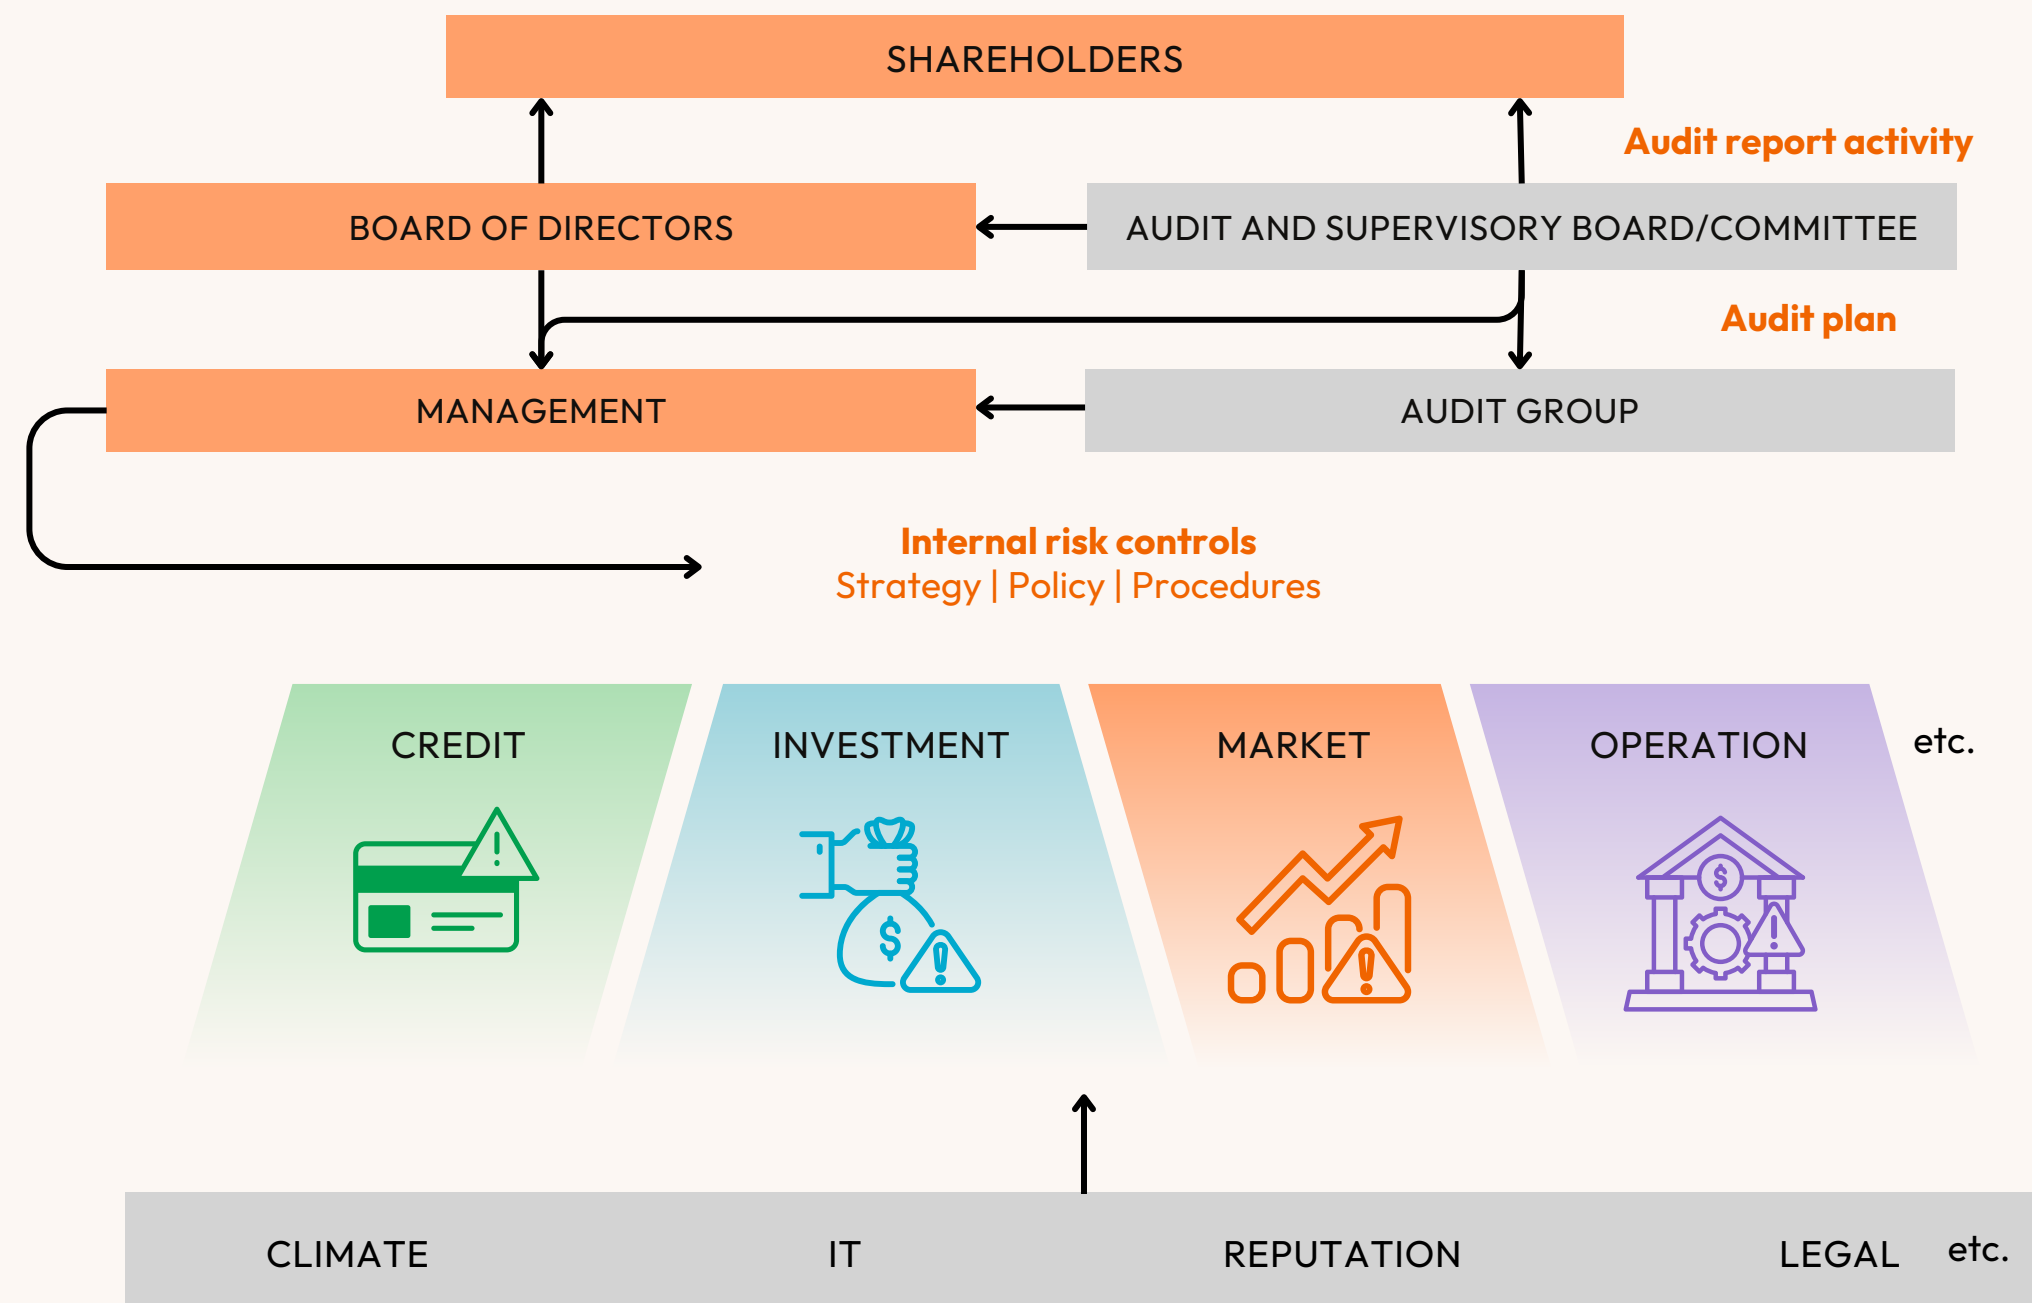 SHAREHOLDERS
Audit report activity
BOARD OF DIRECTORS
AUDIT AND SUPERVISORY BOARD/COMMITTEE
Audit plan
MANAGEMENT
AUDIT GROUP
Internal risk controls
Strategy | Policy | Procedures
CREDIT
INVESTMENT
MARKET
OPERATION
etc.
$
$
CLIMATE
IT
REPUTATION
LEGAL
etc.